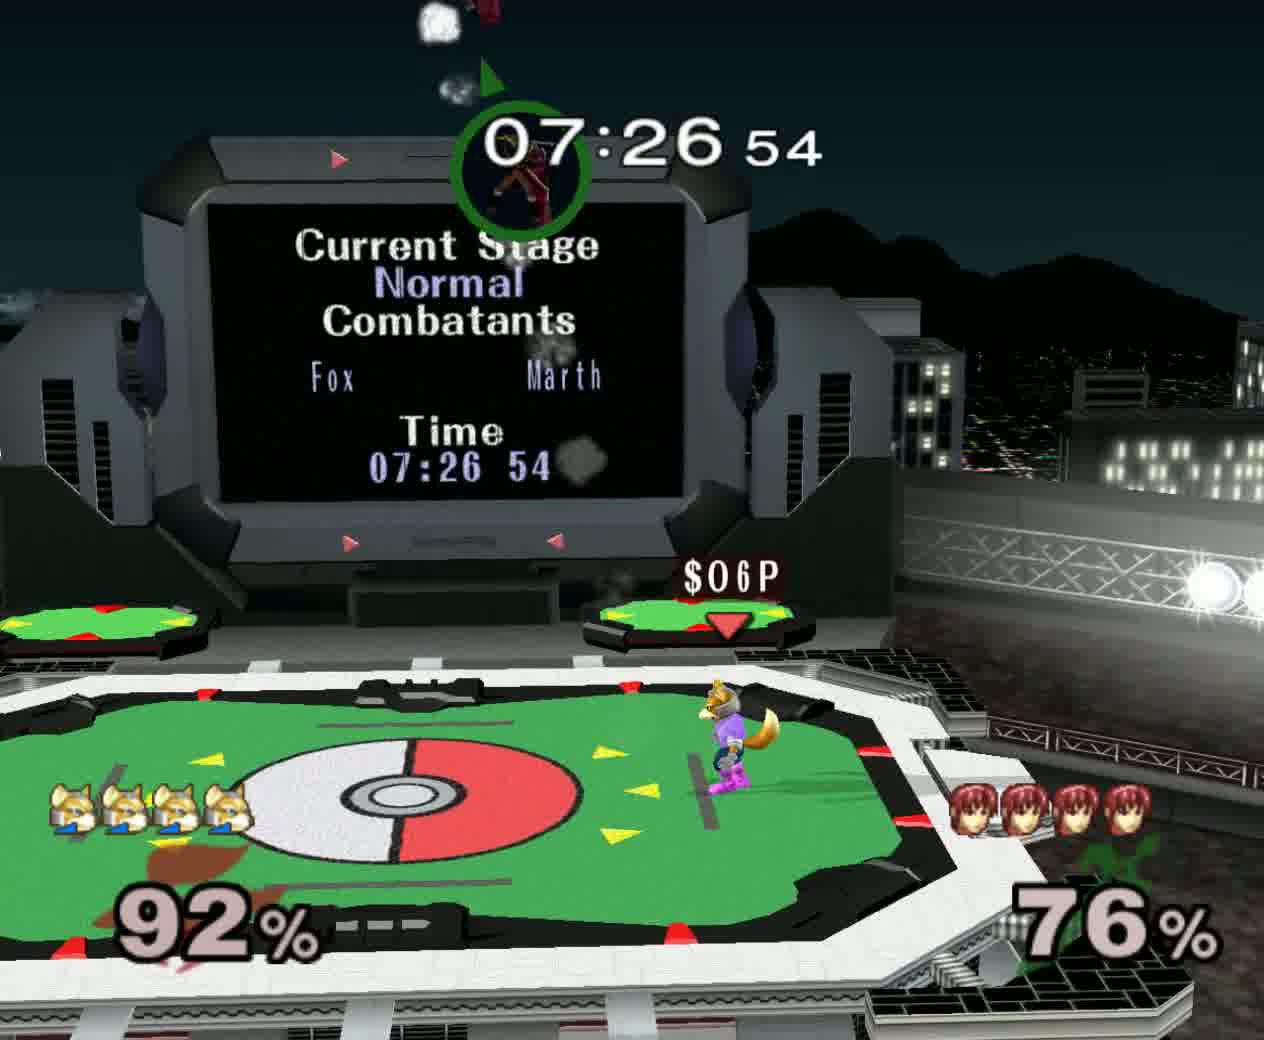 07:26 54
Current Stage
Normal
Combatants
Fox Marth
Time
07:26 54
$06P
92%
76%